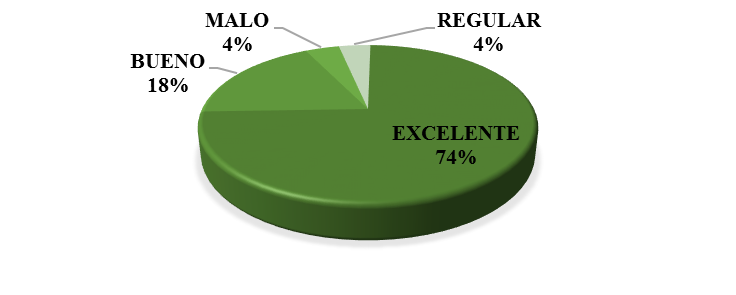 MALO
4%
REGULAR
4%
BUENO
18%
EXCELENTE
74%